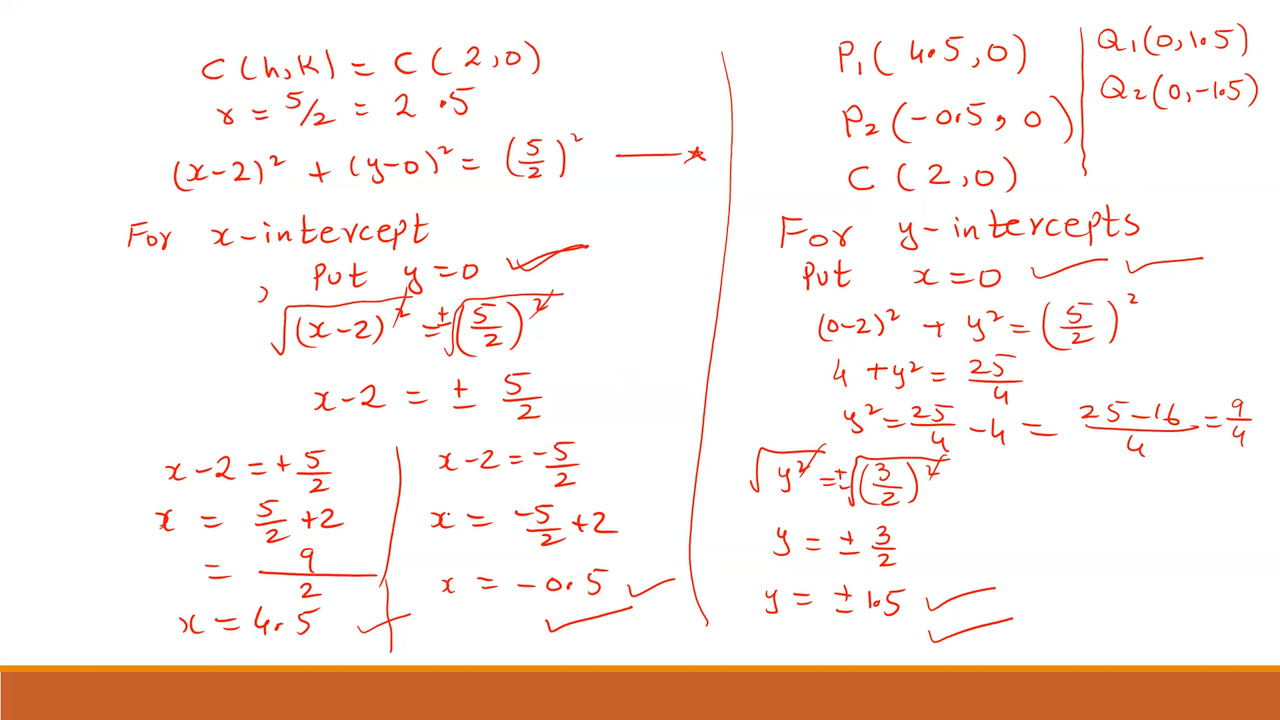 C (h,k) = C (2,0)
r = 5/2 = 2.5
(x-2)² + (y-0)² = (5/2)² —★
For x-intercept
, Put y=0 ✓
√(x-2)² = ±√(5/2)²
x-2 = ± 5/2
x-2 = +5/2
x = 5/2 +2
= 9/2
x = 4.5 ✓
x-2 = -5/2
x = -5/2 +2
x = -0.5 ✓ ✓
P₁ (4.5, 0)
P₂ (-0.5, 0)
C (2,0)
Q₁ (0, 1.5)
Q₂ (0, -1.5)
For y-intercepts
Put x=0 ✓ ✓
(0-2)² + y² = (5/2)²
4 + y² = 25/4
y² = 25/4 - 4 = 25-16/4 = 9/4
√y² = ±√(3/2)²
y = ± 3/2
y = ± 1.5 ✓ ✓